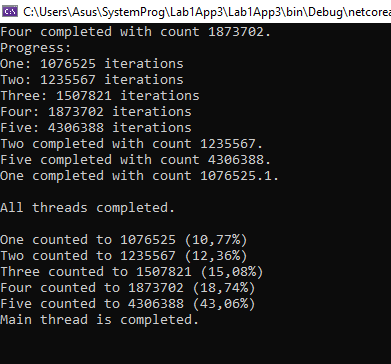 C:\Users\Asus\SystemProg\Lab1App3\Lab1App3\bin\Debug\netcorea
Four completed with count 1873702.
Progress:
One: 1076525 iterations
Two: 1235567 iterations
Three: 1507821 iterations
Four: 1873702 iterations
Five: 4306388 iterations
Two completed with count 1235567.
Five completed with count 4306388.
One completed with count 1076525.1.
All threads completed.
One counted to 1076525 (10,77%)
Two counted to 1235567 (12,36%)
Three counted to 1507821 (15,08%)
Four counted to 1873702 (18,74%)
Five counted to 4306388 (43,06%)
Main thread is completed.